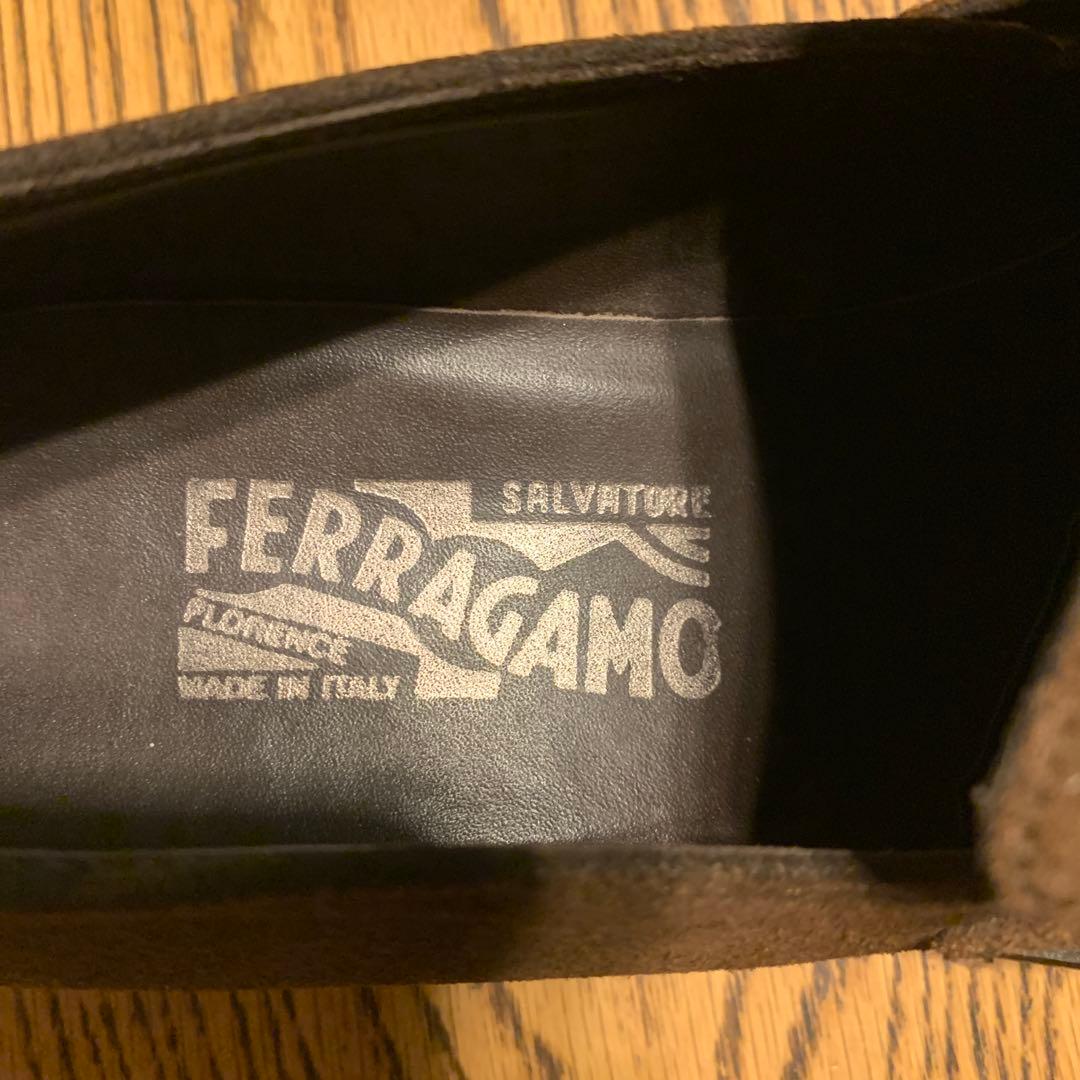 SALVATORE
FERRAGAMO
FLORENCE
MADE IN ITALY